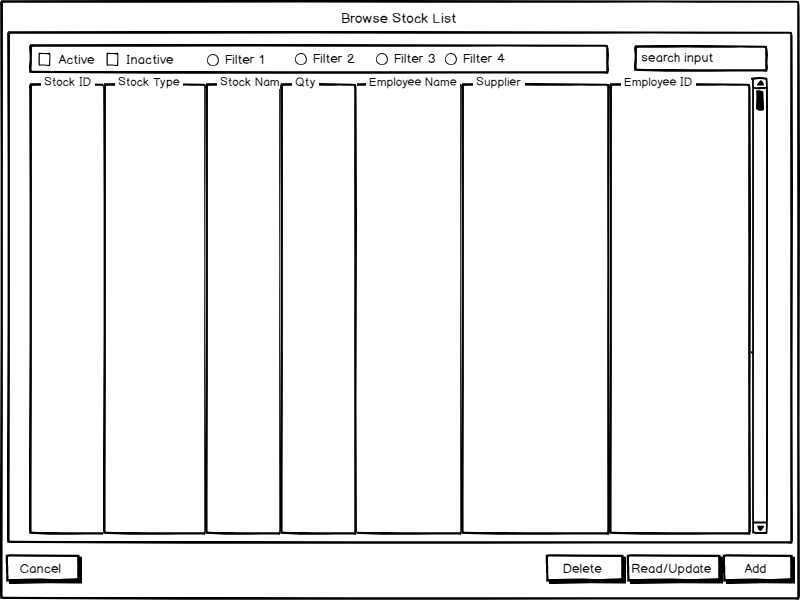 Browse Stock List
Active Inactive Filter 1 Filter 2 Filter 3 Filter 4 search input
Stock ID Stock Type Stock Nam Qty Employee Name Supplier Employee ID
Cancel Delete Read/Update Add